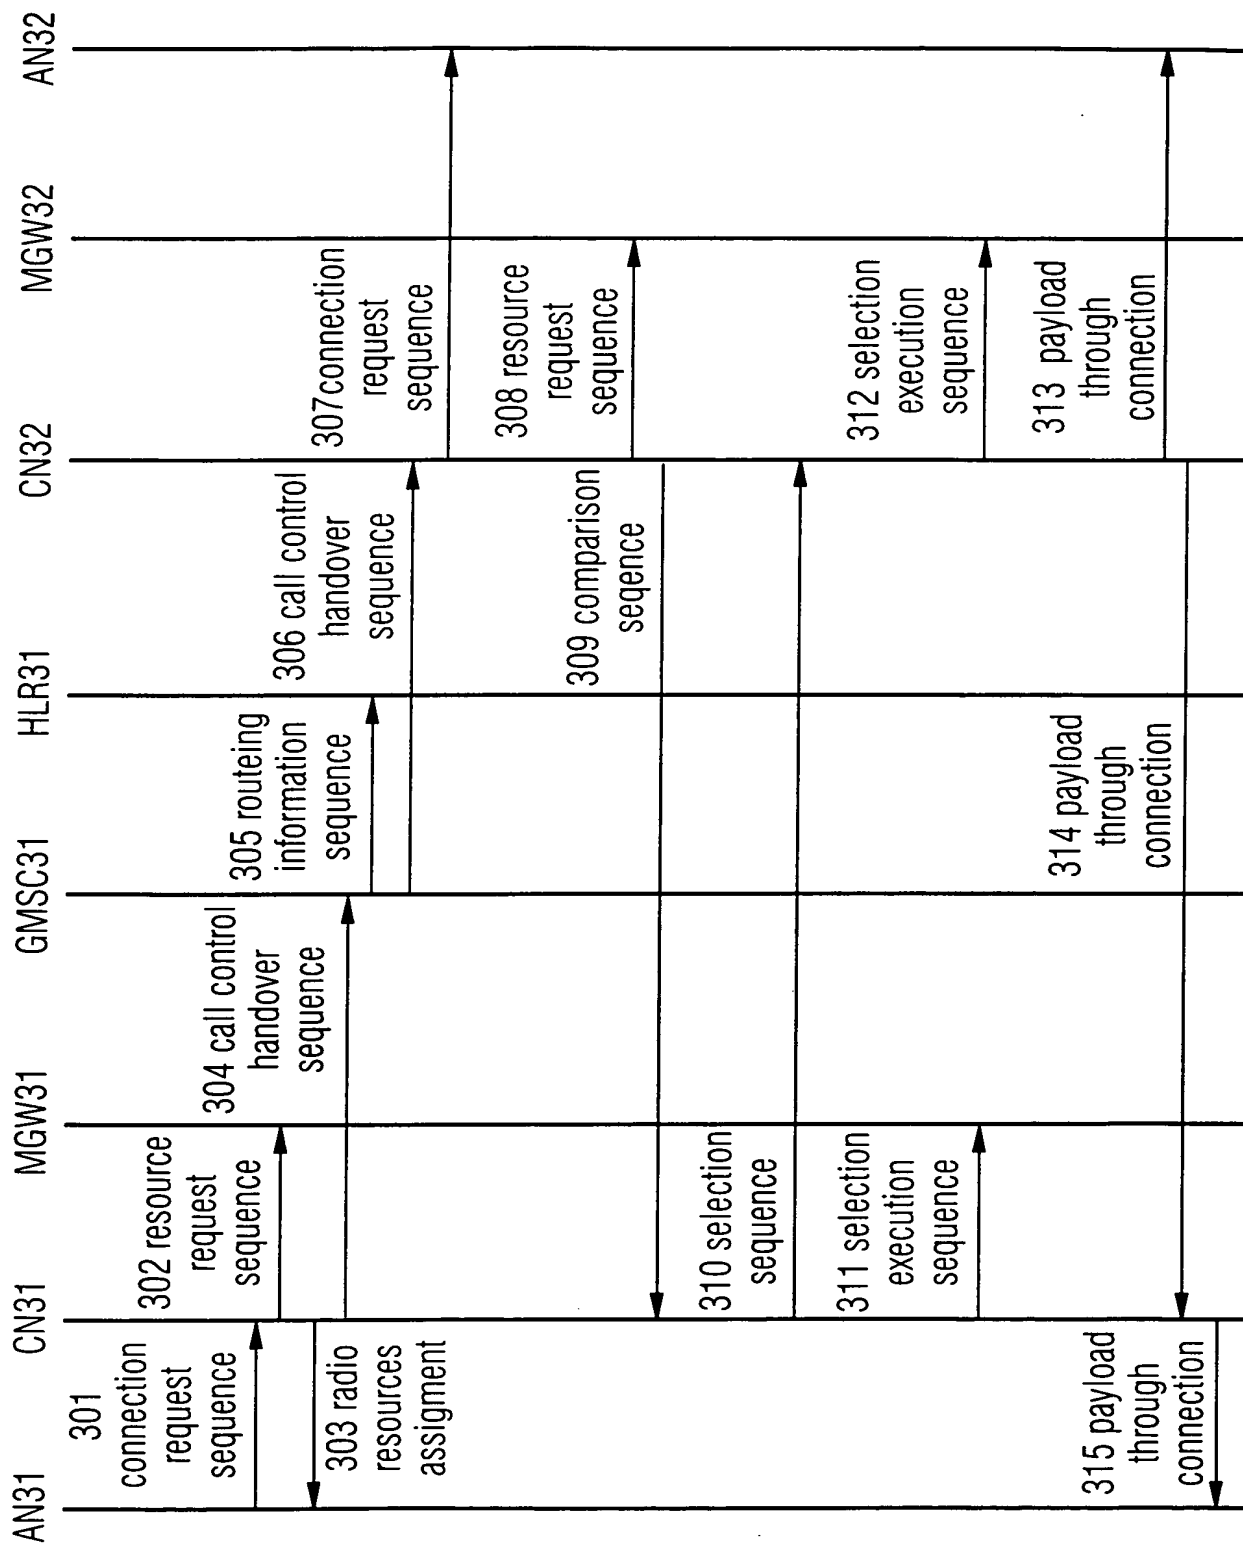 AN31
CN31
MGW31
GMSC31
HLR31
CN32
MGW32
AN32
301
connection
request
sequence
302 resource
request
sequence
303 radio
resources
assigment
304 call control
handover
sequence
305 routeing
information
sequence
306 call control
handover
sequence
307connection
request
sequence
308 resource
request
sequence
309 comparison
seqence
310 selection
sequence
311 selection
execution
sequence
312 selection
execution
sequence
313 payload
through
connection
314 payload
through
connection
315 payload
through
connection